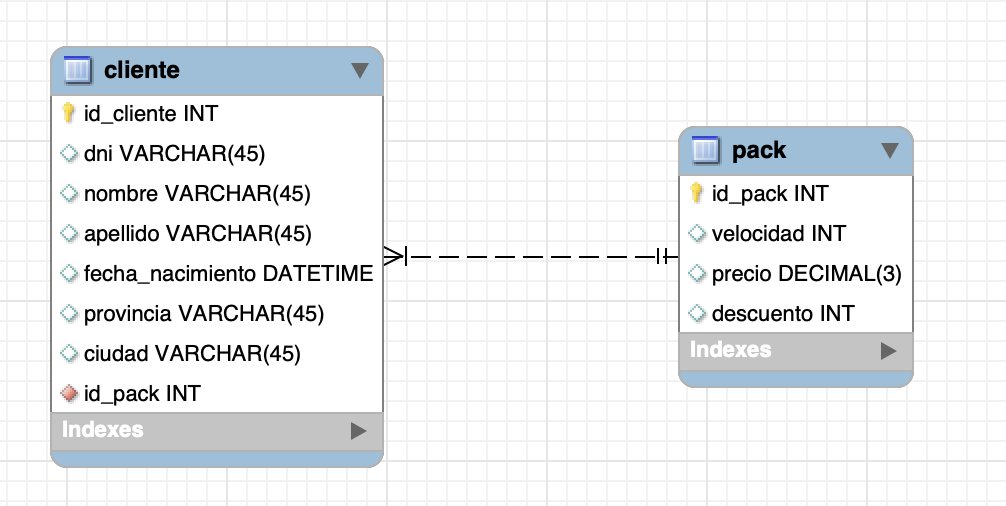 cliente
id_cliente INT
dni VARCHAR(45)
nombre VARCHAR(45)
apellido VARCHAR(45)
fecha_nacimiento DATETIME
provincia VARCHAR(45)
ciudad VARCHAR(45)
id_pack INT
Indexes
pack
id_pack INT
velocidad INT
precio DECIMAL(3)
descuento INT
Indexes